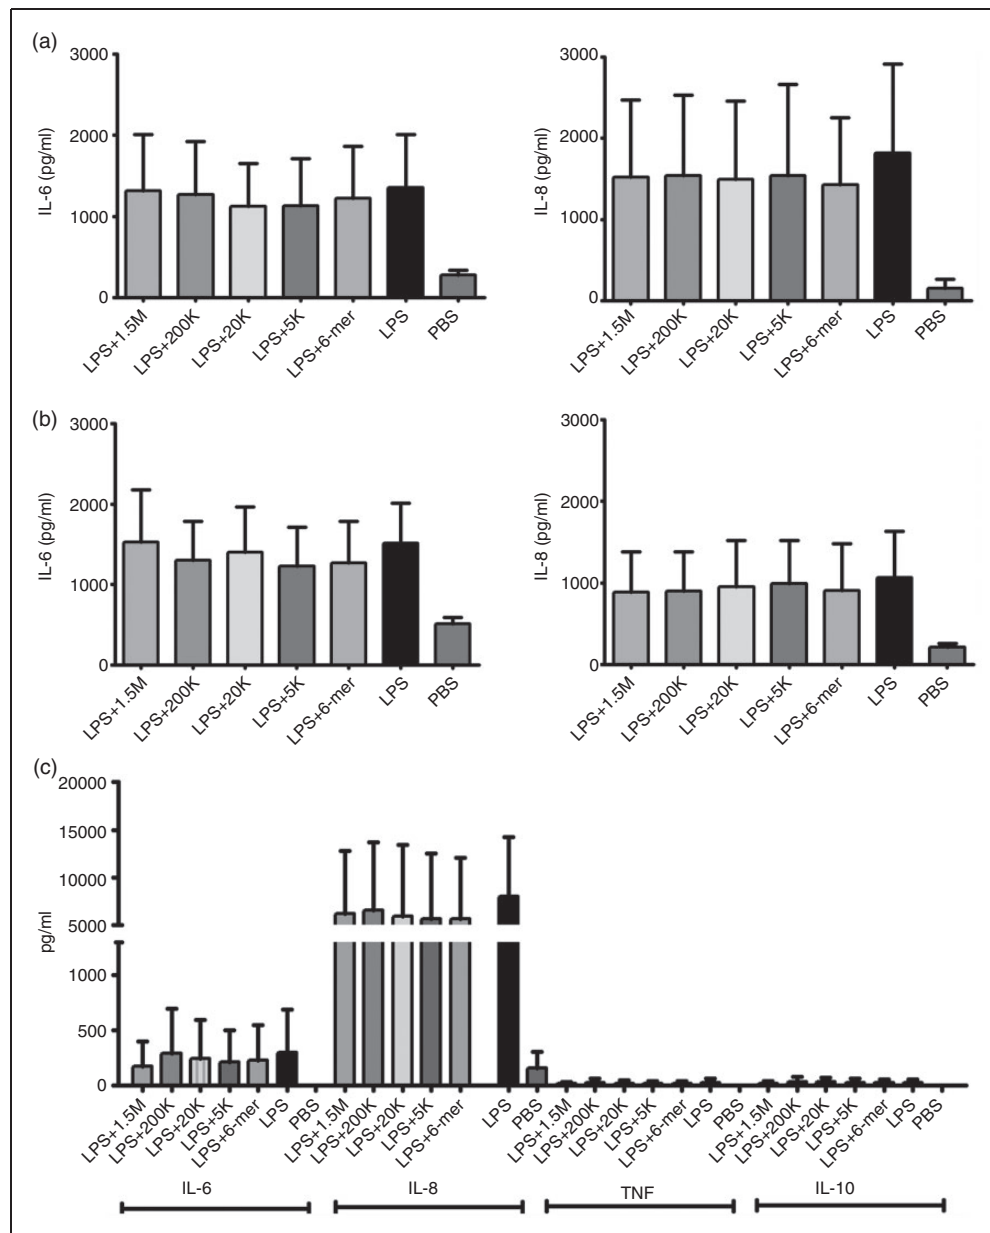 (a)
3000
2000
1000
0
IL-6 (pg/ml)
LPS+1.5M
LPS+200K
LPS+20K
LPS+5K
LPS+6-mer
LPS
PBS
3000
2000
1000
0
IL-8 (pg/ml)
LPS+1.5M
LPS+200K
LPS+20K
LPS+5K
LPS+6-mer
LPS
PBS
(b)
3000
2000
1000
0
IL-6 (pg/ml)
LPS+1.5M
LPS+200K
LPS+20K
LPS+5K
LPS+6-mer
LPS
PBS
3000
2000
1000
0
IL-8 (pg/ml)
LPS+1.5M
LPS+200K
LPS+20K
LPS+5K
LPS+6-mer
LPS
PBS
(c)
20000
15000
10000
5000
1000
500
0
pg/ml
LPS+1.5M
LPS+200K
LPS+20K
LPS+5K
LPS+6-mer
LPS
PBS
LPS+1.5M
LPS+200K
LPS+20K
LPS+5K
LPS+6-mer
LPS
PBS
LPS+1.5M
LPS+200K
LPS+20K
LPS+5K
LPS+6-mer
LPS
PBS
LPS+1.5M
LPS+200K
LPS+20K
LPS+5K
LPS+6-mer
LPS
PBS
IL-6
IL-8
TNF
IL-10